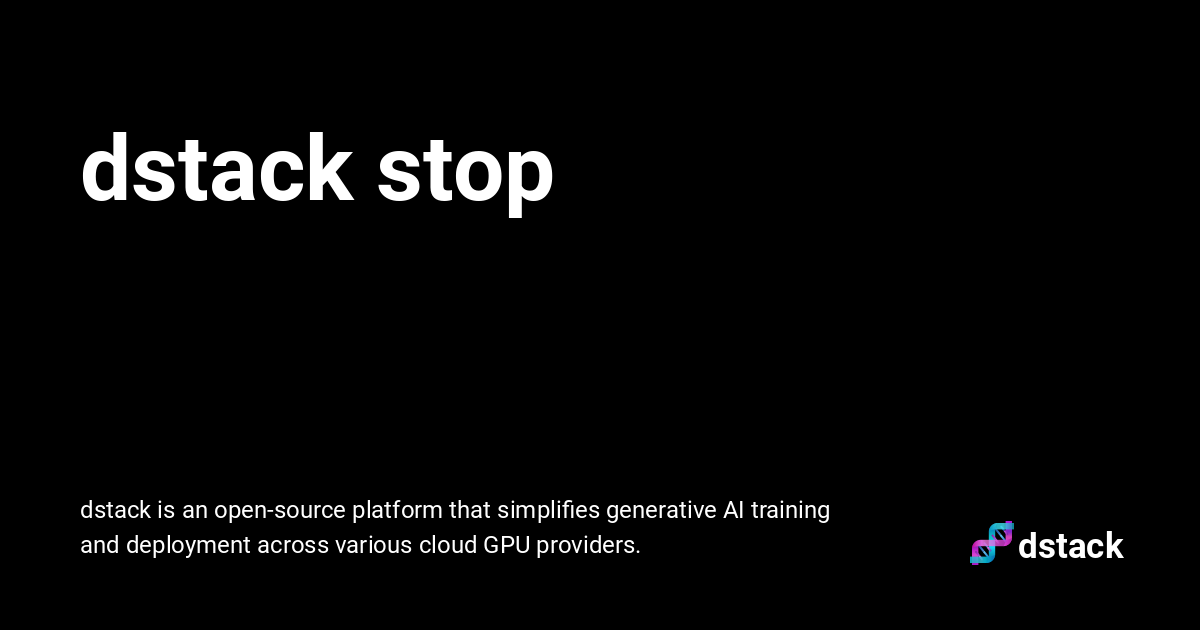 dstack stop
dstack is an open-source platform that simplifies generative AI training
and deployment across various cloud GPU providers.
dstack